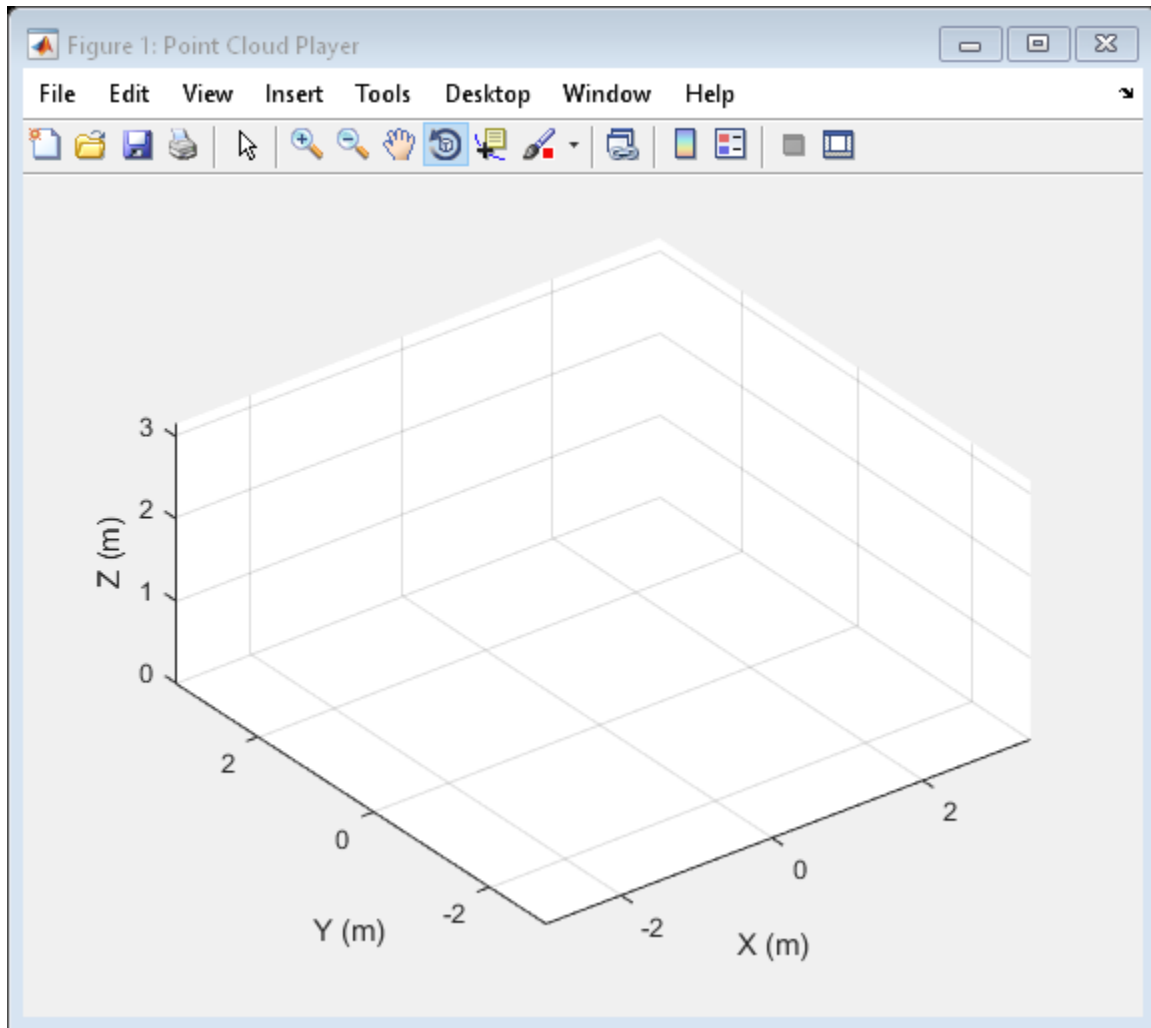 Figure 1: Point Cloud Player
File Edit View Insert Tools Desktop Window Help
3
2
Z (m)
1
0
2
0
-2
Y (m)
2
0
-2
X (m)